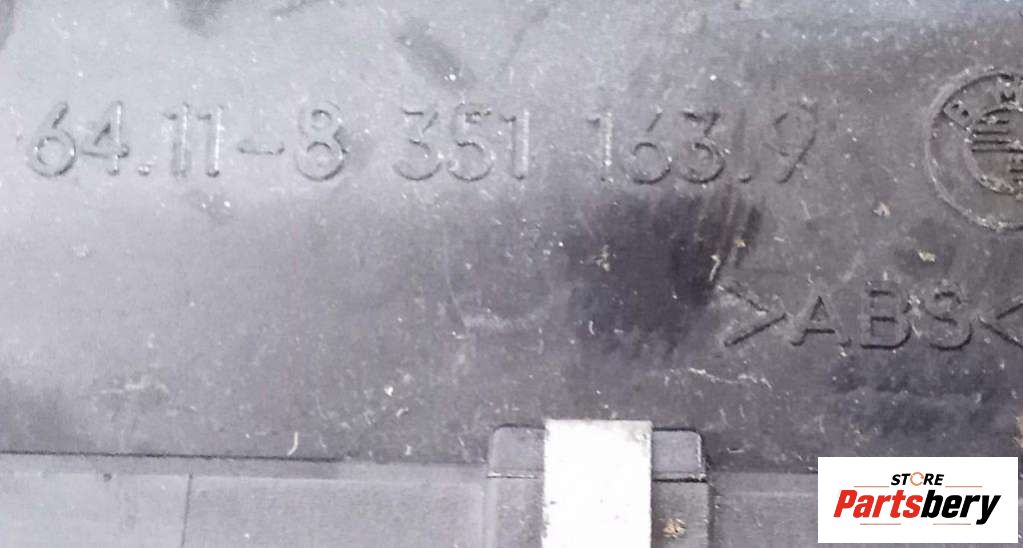 64.11-8 351 163.9
>ABS<
STORE
Partsbery